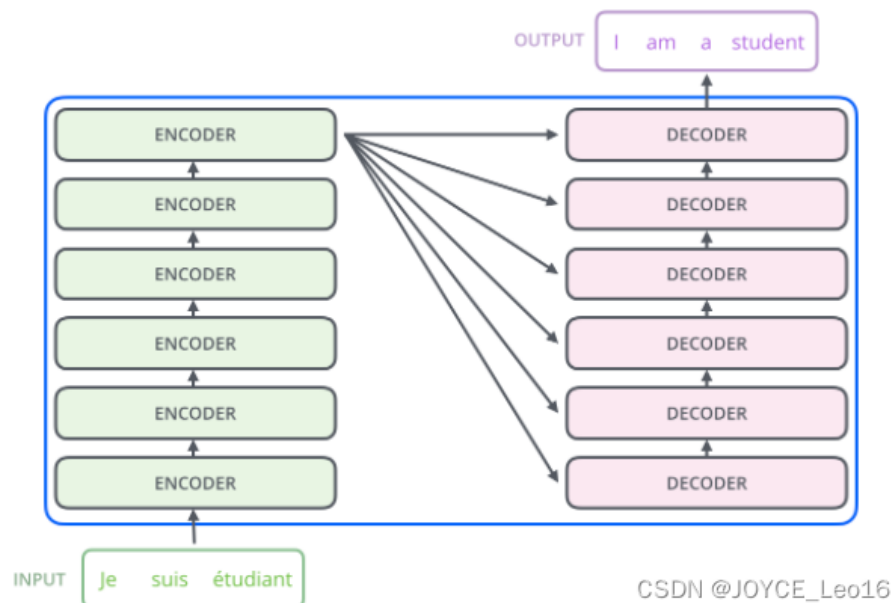 OUTPUT I am a student
ENCODER DECODER
ENCODER DECODER
ENCODER DECODER
ENCODER DECODER
ENCODER DECODER
ENCODER DECODER
INPUT Je suis étudiant
CSDN @JOYCE_Leo16